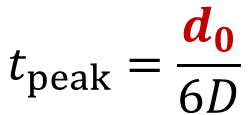 t_peak = d_0 / 6D